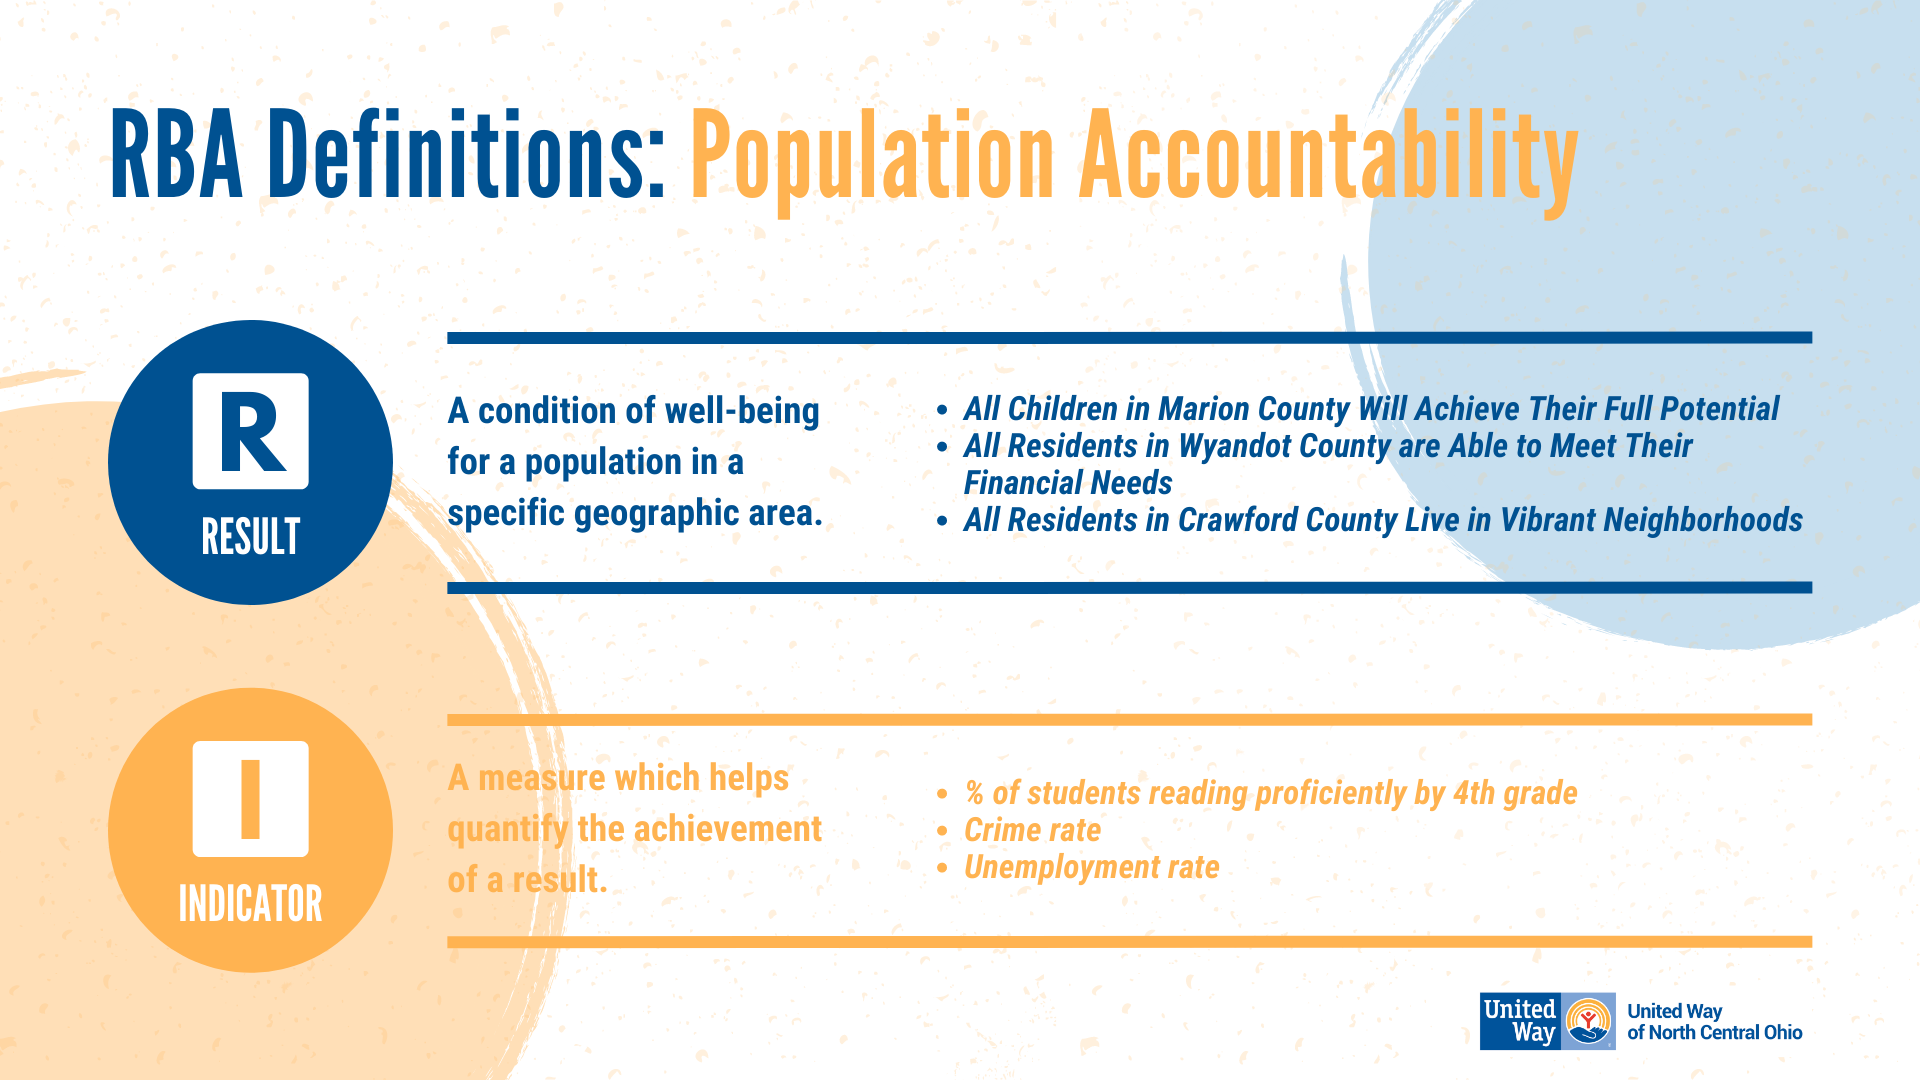 RBA Definitions: Population Accountability
R
RESULT
A condition of well-being
for a population in a
specific geographic area.
• All Children in Marion County Will Achieve Their Full Potential
• All Residents in Wyandot County are Able to Meet Their
Financial Needs
• All Residents in Crawford County Live in Vibrant Neighborhoods
I
INDICATOR
A measure which helps
quantify the achievement
of a result.
• % of students reading proficiently by 4th grade
• Crime rate
• Unemployment rate
United
Way
United Way
of North Central Ohio